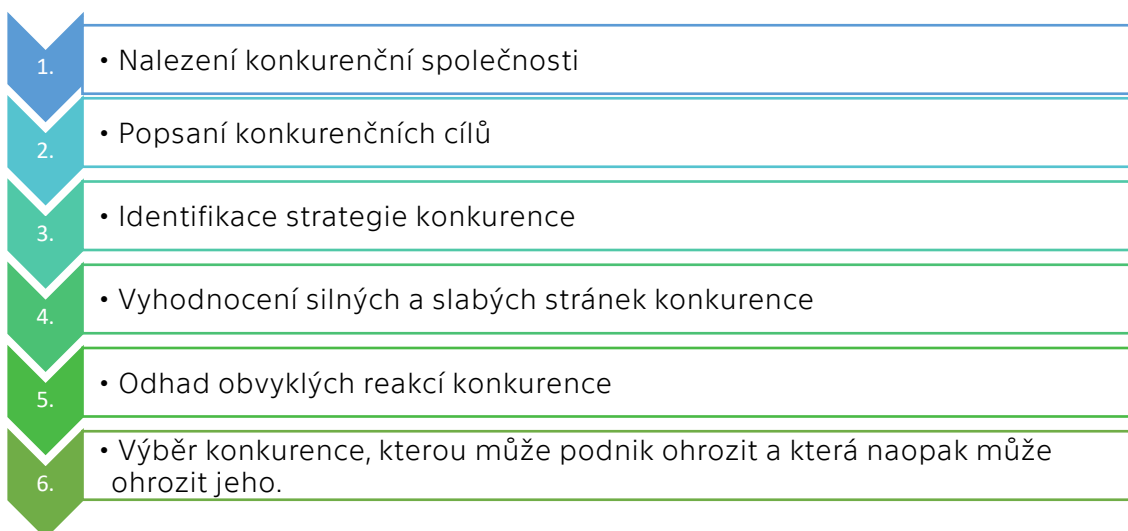 1.
• Nalezení konkurenční společnosti
2.
• Popsaní konkurenčních cílů
3.
• Identifikace strategie konkurence
4.
• Vyhodnocení silných a slabých stránek konkurence
5.
• Odhad obvyklých reakcí konkurence
6.
• Výběr konkurence, kterou může podnik ohrozit a která naopak může
ohrozit jeho.